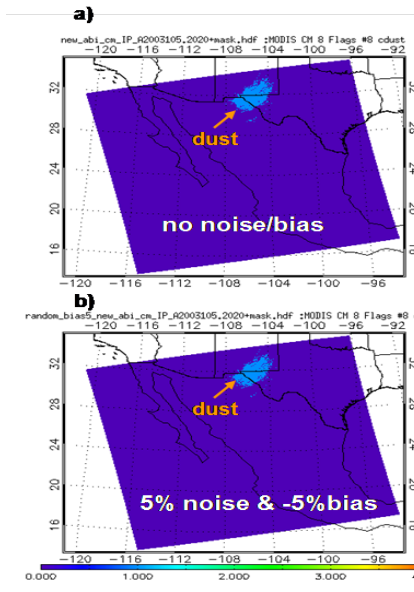 a)
new_abi_cm_IP_A2003105.2020+mask.hdf :MODIS CM 8 Flags #8 cdust
−120 −116 −112 −108 −104 −100 −96 −92
32
28
24
20
16
dust
no noise/bias
−120 −116 −112 −108 −104 −100 −96
b)
random_bias5_new_abi_cm_IP_A2003105.2020+mask.hdf :MODIS CM 8 Flags #8
−120 −116 −112 −108 −104 −100 −96 −92
32
28
24
20
16
dust
5% noise & -5%bias
−120 −116 −112 −108 −104 −100 −96
0.000 1.000 2.000 3.000 4